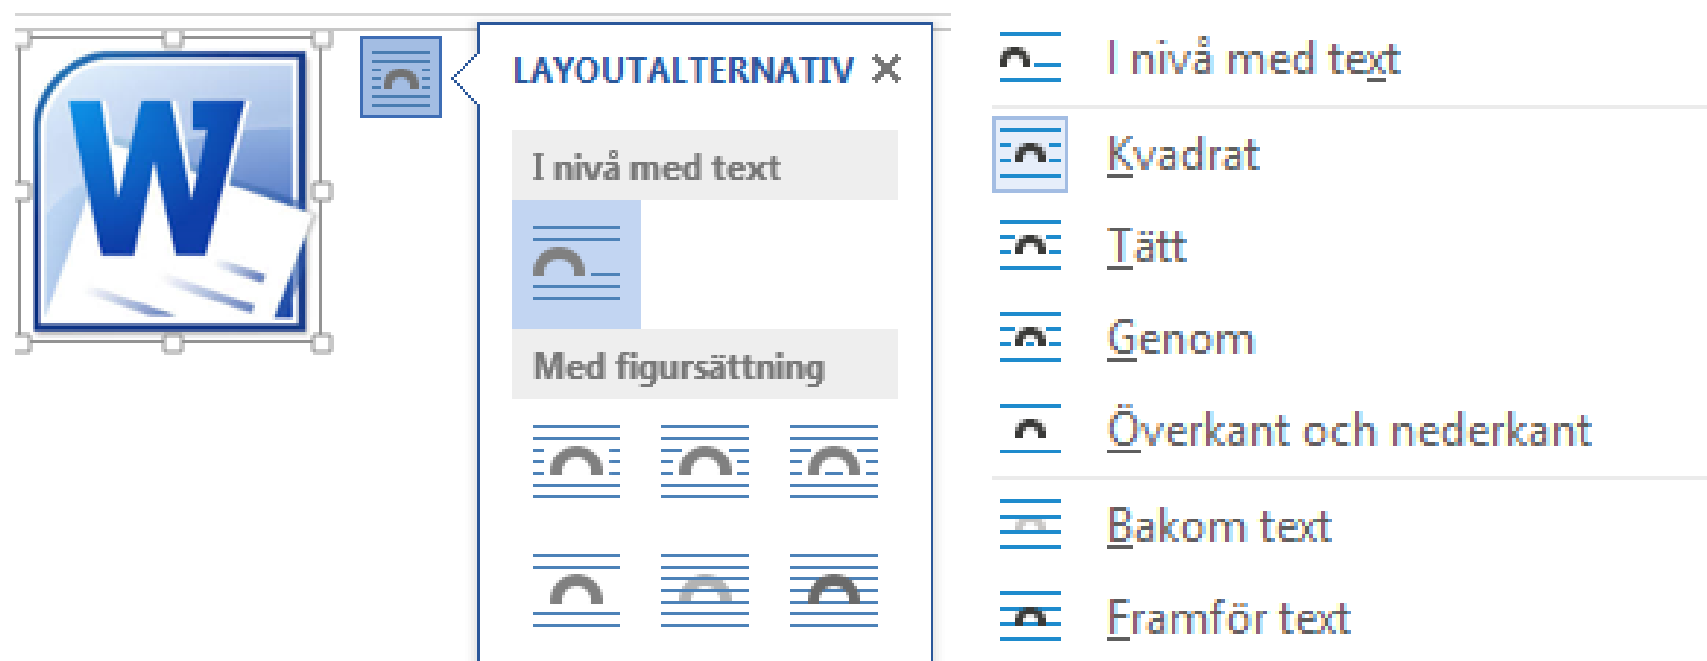 W
LAYOUTALTERNATIV
I nivå med text
Med figursättning
I nivå med text
Kvadrat
Tätt
Genom
Överkant och nederkant
Bakom text
Framför text